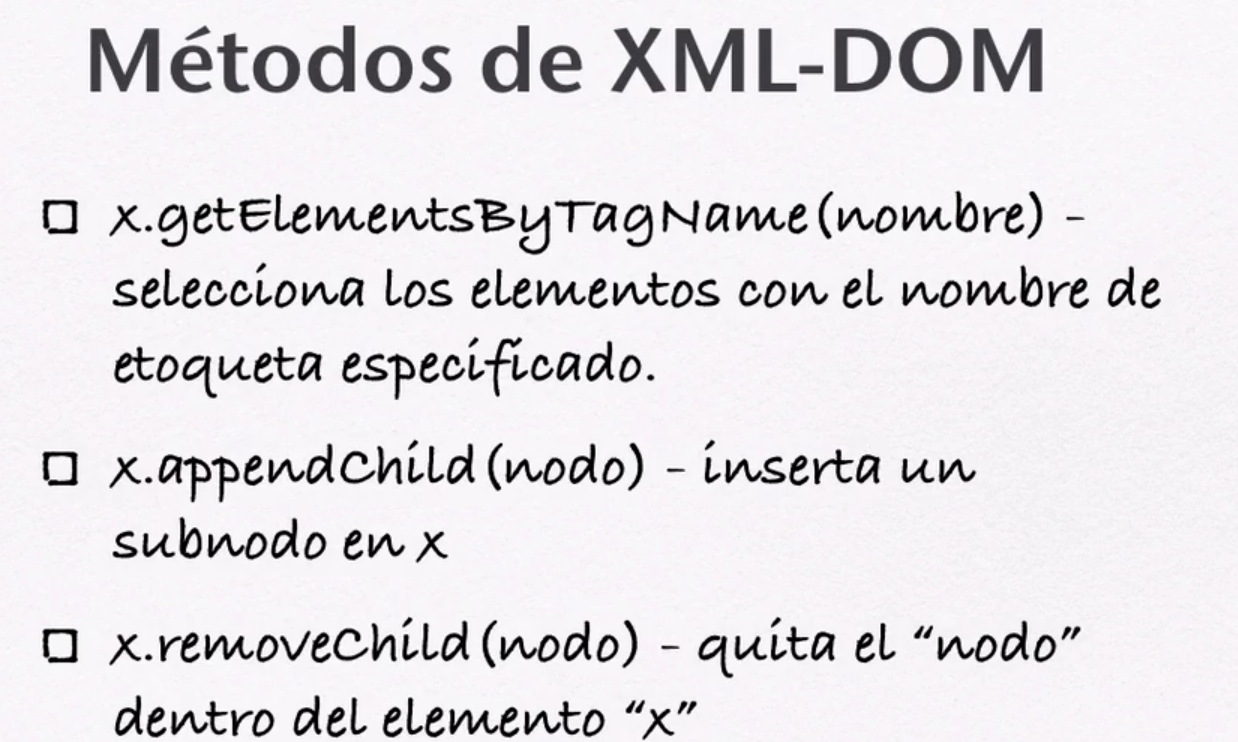 Métodos de XML-DOM
x.getElementsByTagName(nombre) -
selecciona los elementos con el nombre de
etoqueta especificado.
x.appendChild(nodo) - inserta un
subnodo en x
x.removeChild(nodo) - quita el “nodo”
dentro del elemento “x”